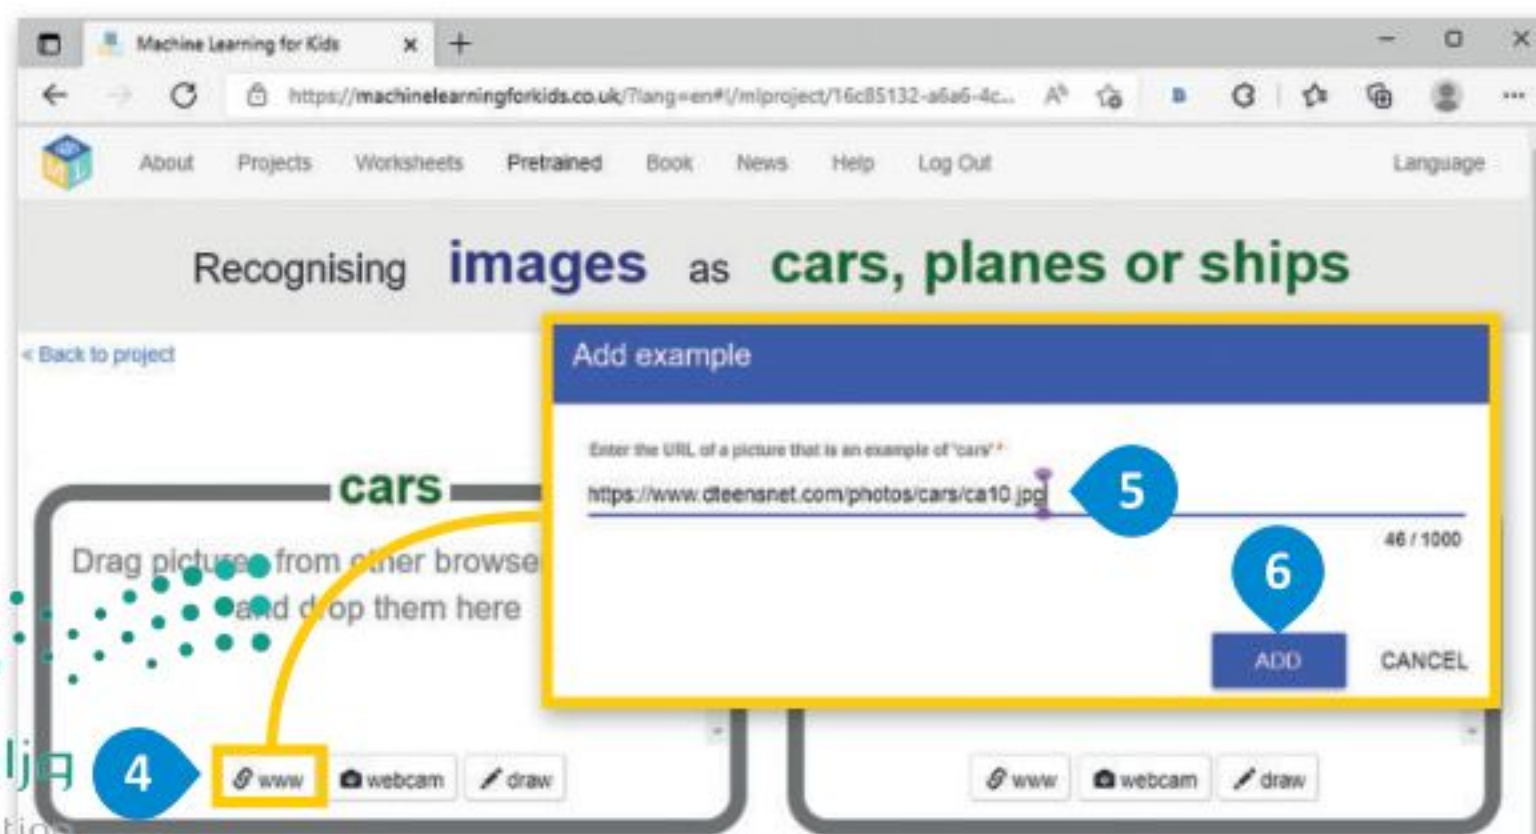 Machine Learning for Kids
https://machinelearningforkids.co.uk/?lang=en#!/mlproject/16c85132-a6a6-4c...
About Projects Worksheets Pretrained Book News Help Log Out Language
Recognising images as cars, planes or ships
< Back to project
Add example
Enter the URL of a picture that is an example of "cars" *
https://www.dteensnet.com/photos/cars/ca10.jpg
5
46 / 1000
6
ADD CANCEL
cars
Drag pictures from other browse
and drop them here
4
www webcam draw
www webcam draw